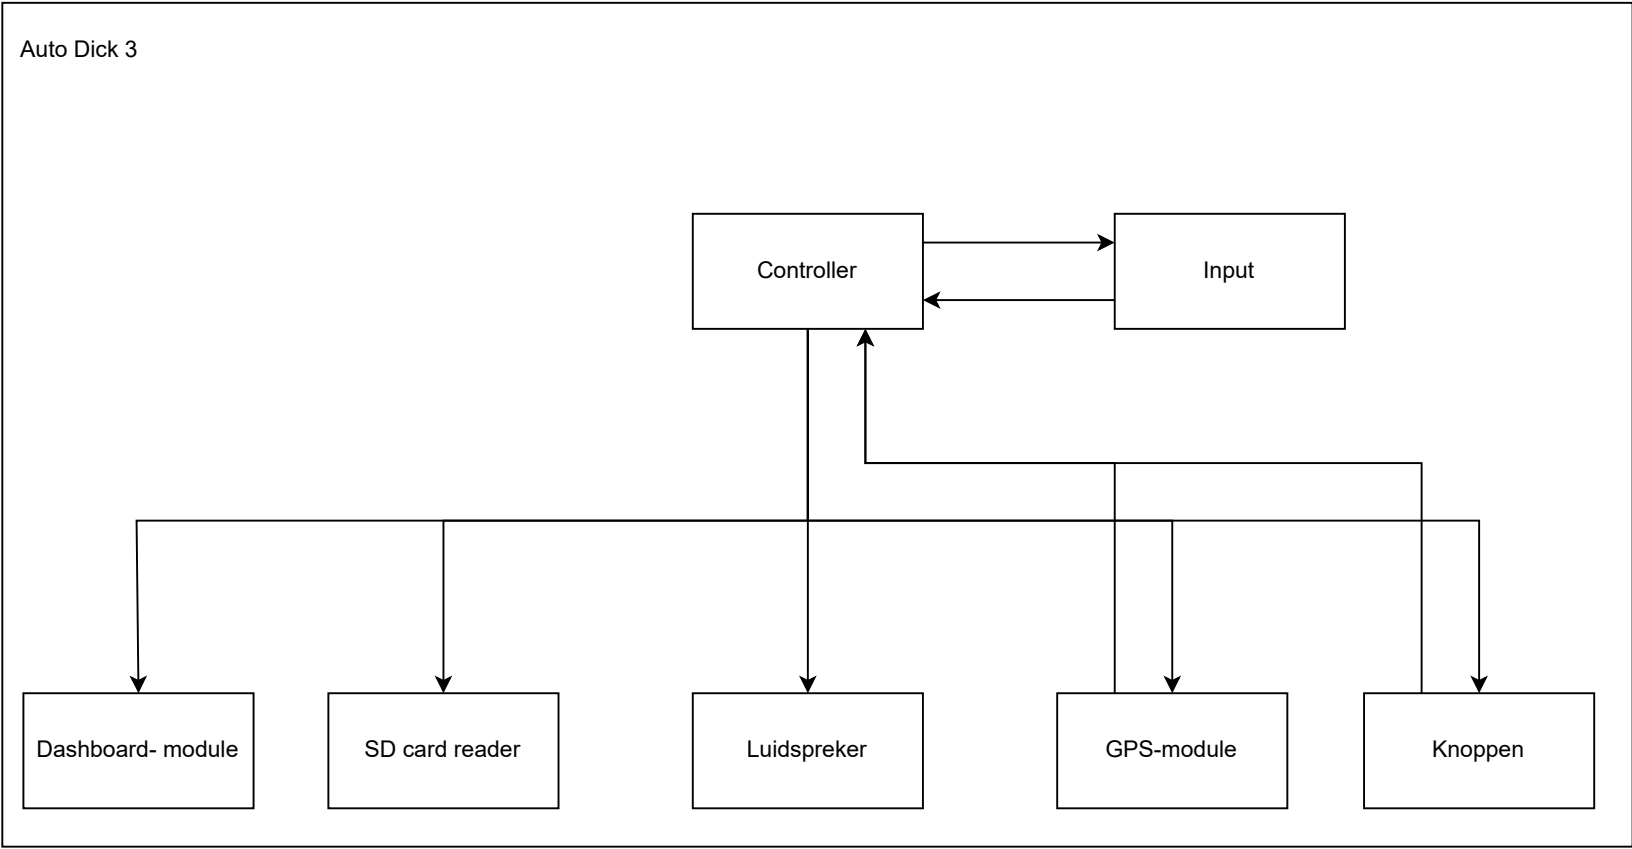 Auto Dick 3
Controller
Input
Dashboard- module
SD card reader
Luidspreker
GPS-module
Knoppen